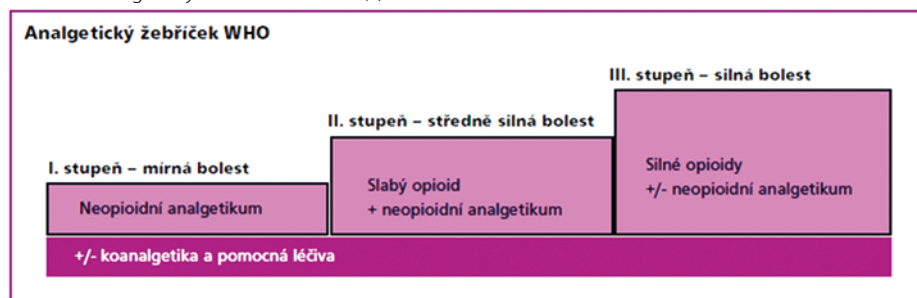 Analgetický žebříček WHO
III. stupeň – silná bolest
II. stupeň – středně silná bolest
I. stupeň – mírná bolest
Neopioidní analgetikum
Slabý opioid
+ neopioidní analgetikum
Silné opioidy
+/- neopioidní analgetikum
+/- koanalgetika a pomocná léčiva